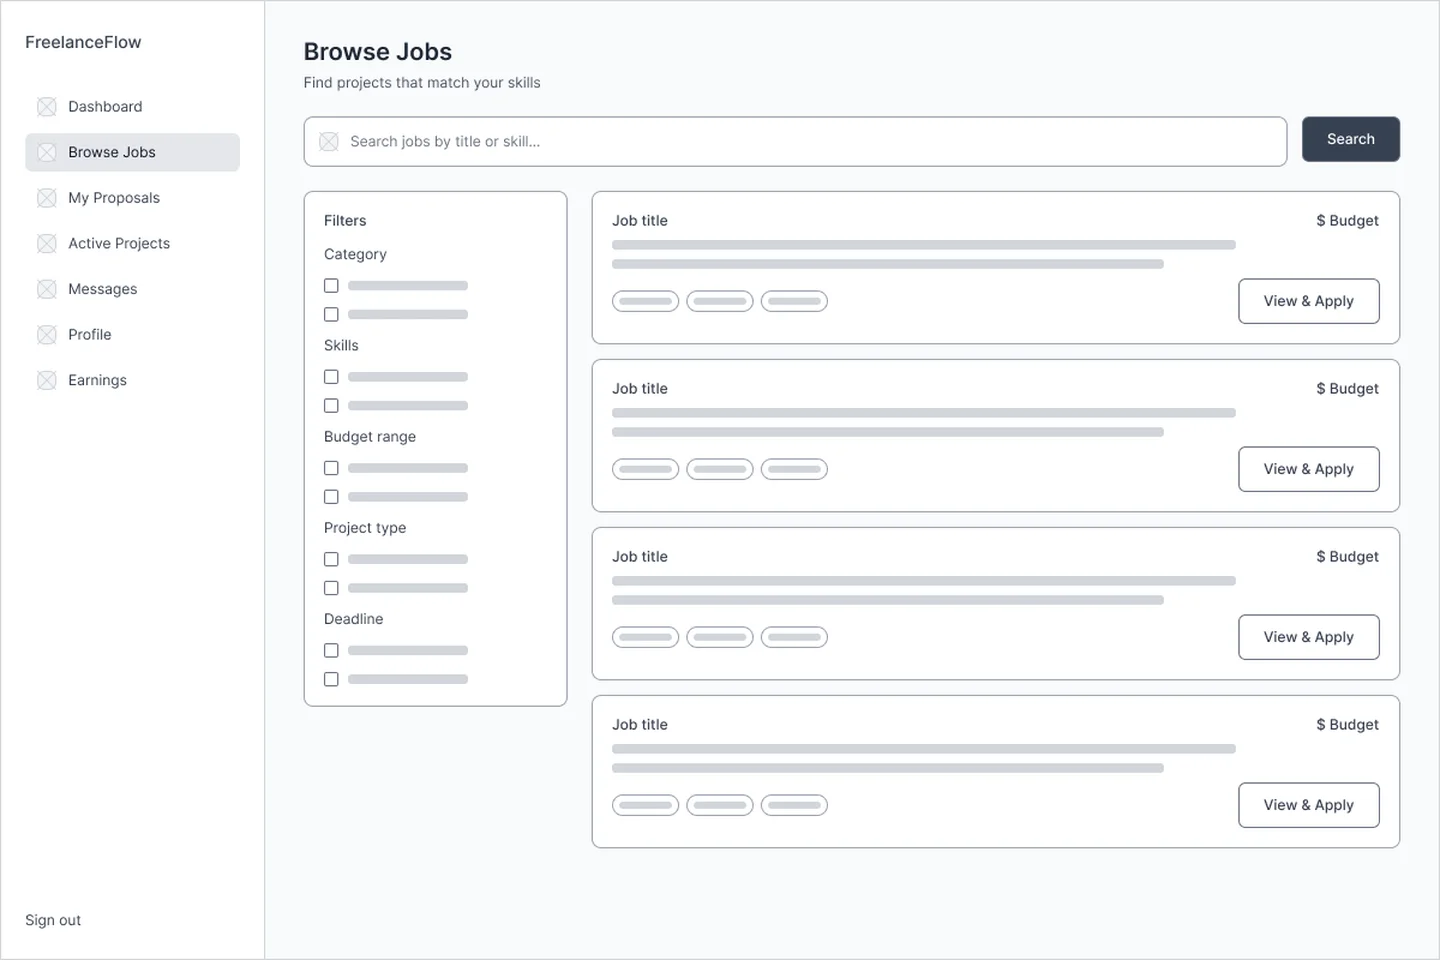 FreelanceFlow
Dashboard
Browse Jobs
My Proposals
Active Projects
Messages
Profile
Earnings
Sign out
Browse Jobs
Find projects that match your skills
Search jobs by title or skill...
Search
Filters
Category
Skills
Budget range
Project type
Deadline
Job title
$ Budget
View & Apply
Job title
$ Budget
View & Apply
Job title
$ Budget
View & Apply
Job title
$ Budget
View & Apply